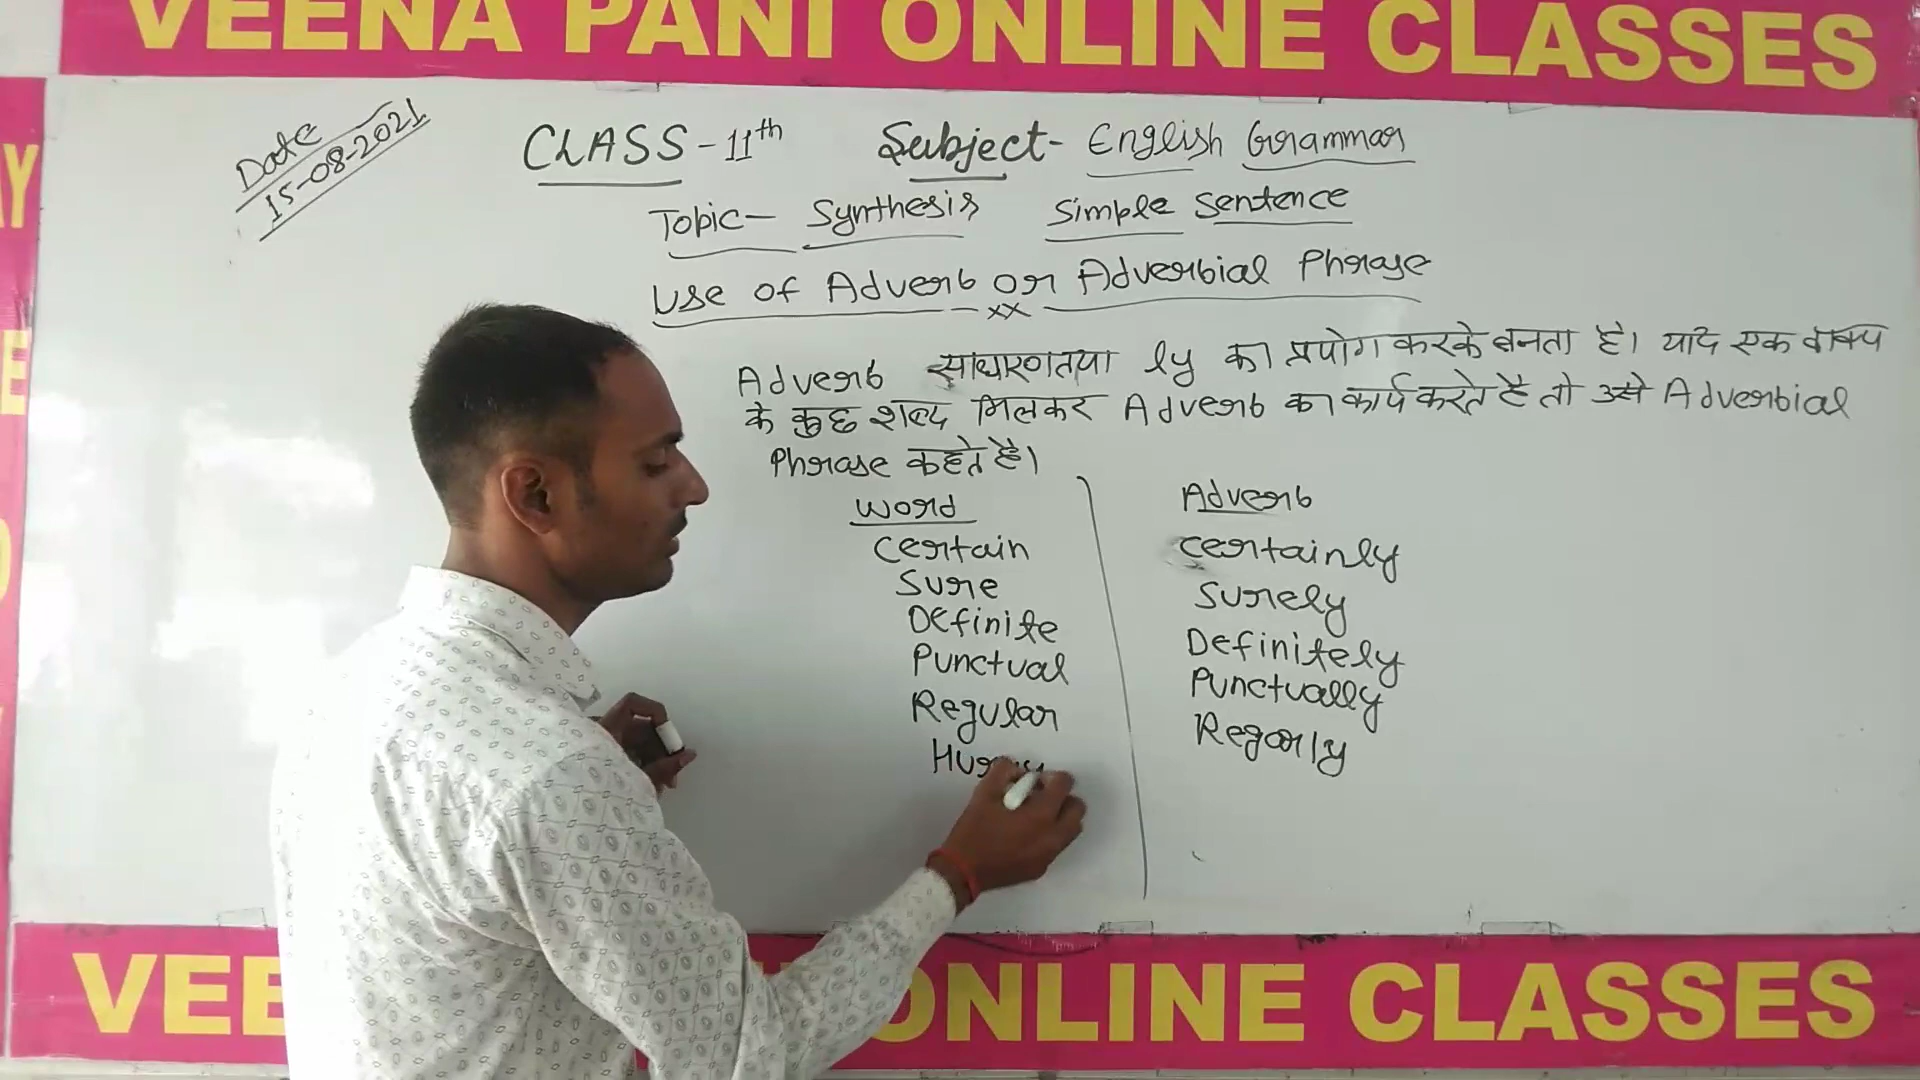 VEENA PANI ONLINE CLASSES
Date
15-08-2021
CLASS - 11th Subject - English Grammar
Topic - Synthesis Simple Sentence
Use of Adverb or Adverbial Phrase
xx
Adverb साधारणतया ly का प्रयोग करके बनता है। यदि एक वाक्य
के कुछ शब्द मिलकर Adverb का कार्य करते है तो उसे Adverbial
Phrase कहते है।
Word Adverb
Certain Certainly
Sure Surely
Definite Definitely
Punctual Punctually
Regular Regarly
ONLINE CLASSES